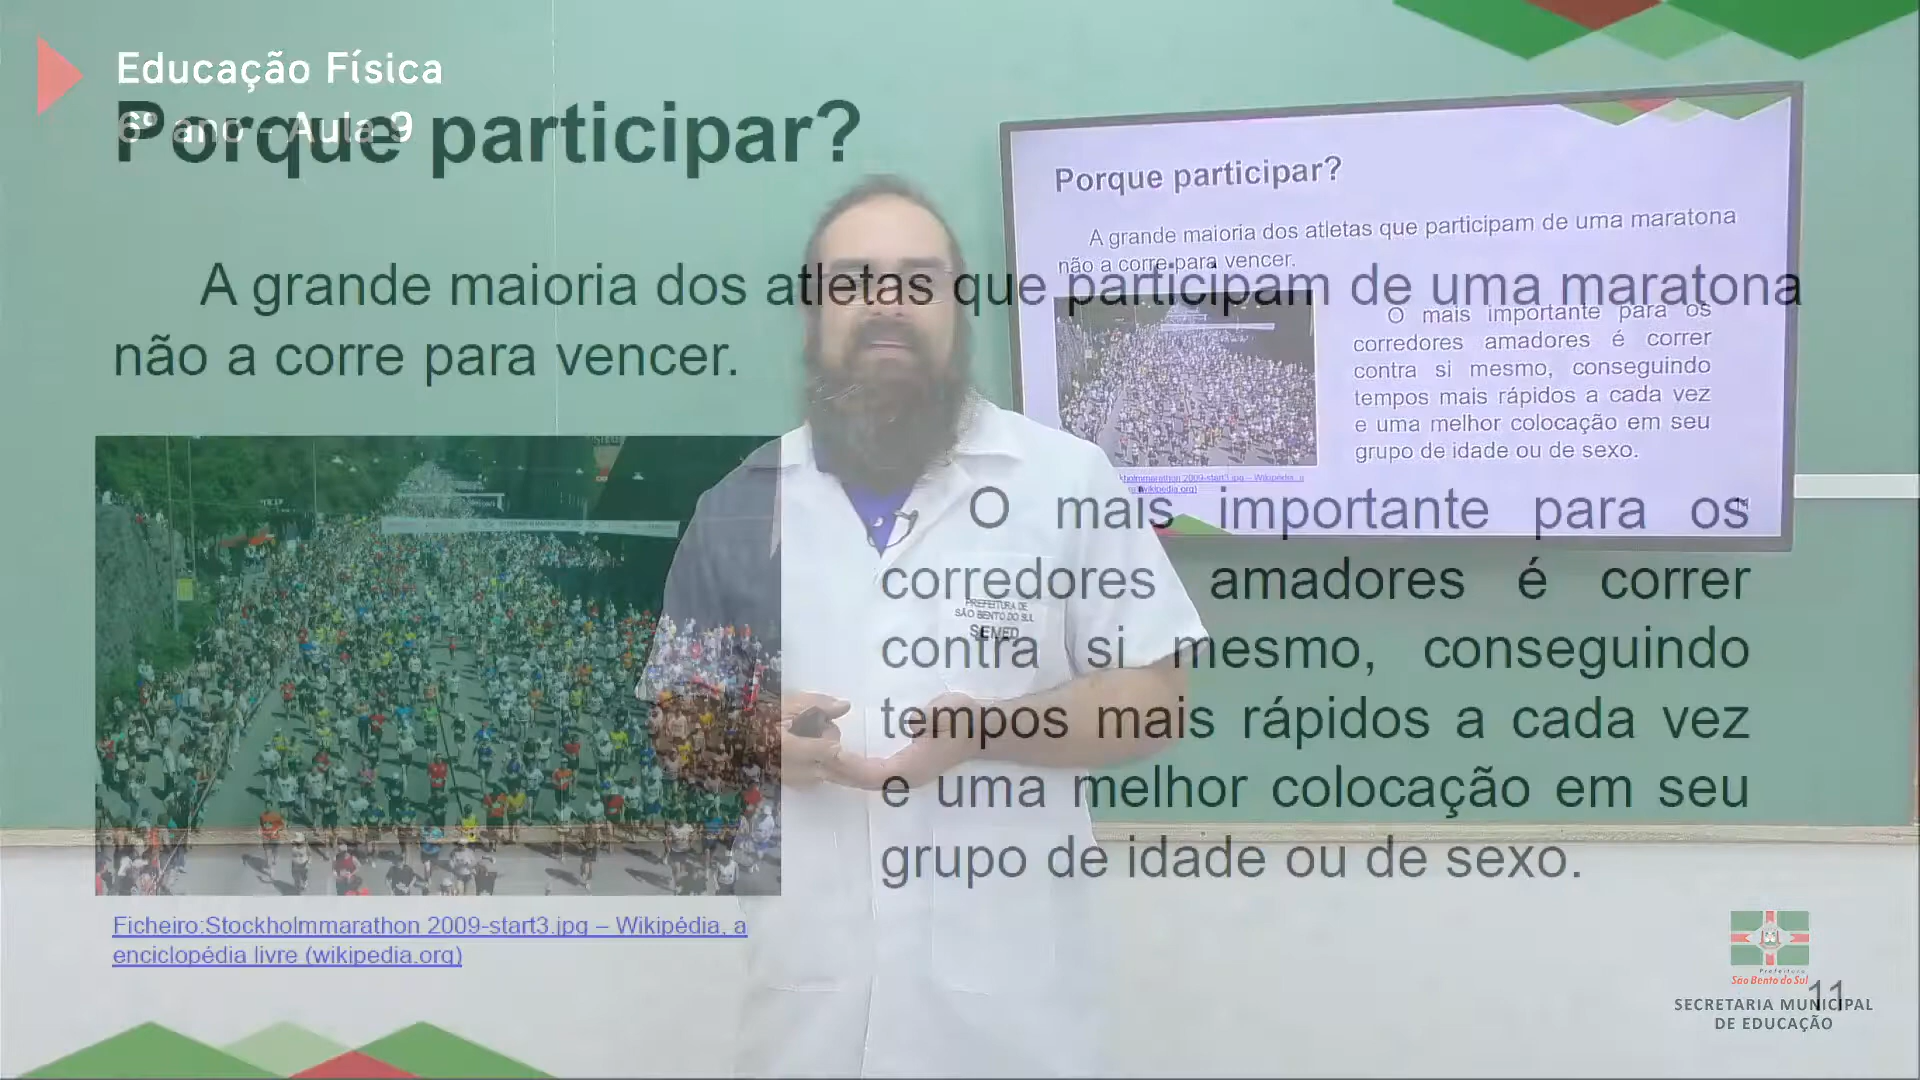 Educação Física
6º ano - Aula 9
Porque participar?
A grande maioria dos atletas que participam de uma maratona
não a corre para vencer.
O mais importante para os
corredores amadores é correr
contra si mesmo, conseguindo
tempos mais rápidos a cada vez
e uma melhor colocação em seu
grupo de idade ou de sexo.
Ficheiro:Stockholmmarathon 2009-start3.jpg – Wikipédia, a
enciclopédia livre (wikipedia.org)
Porque participar?
A grande maioria dos atletas que participam de uma maratona
não a corre para vencer.
O mais importante para os
corredores amadores é correr
contra si mesmo, conseguindo
tempos mais rápidos a cada vez
e uma melhor colocação em seu
grupo de idade ou de sexo.
PREFEITURA DE
SÃO BENTO DO SUL
SEMED
Prefeitura
São Bento do Sul
11
SECRETARIA MUNICIPAL
DE EDUCAÇÃO